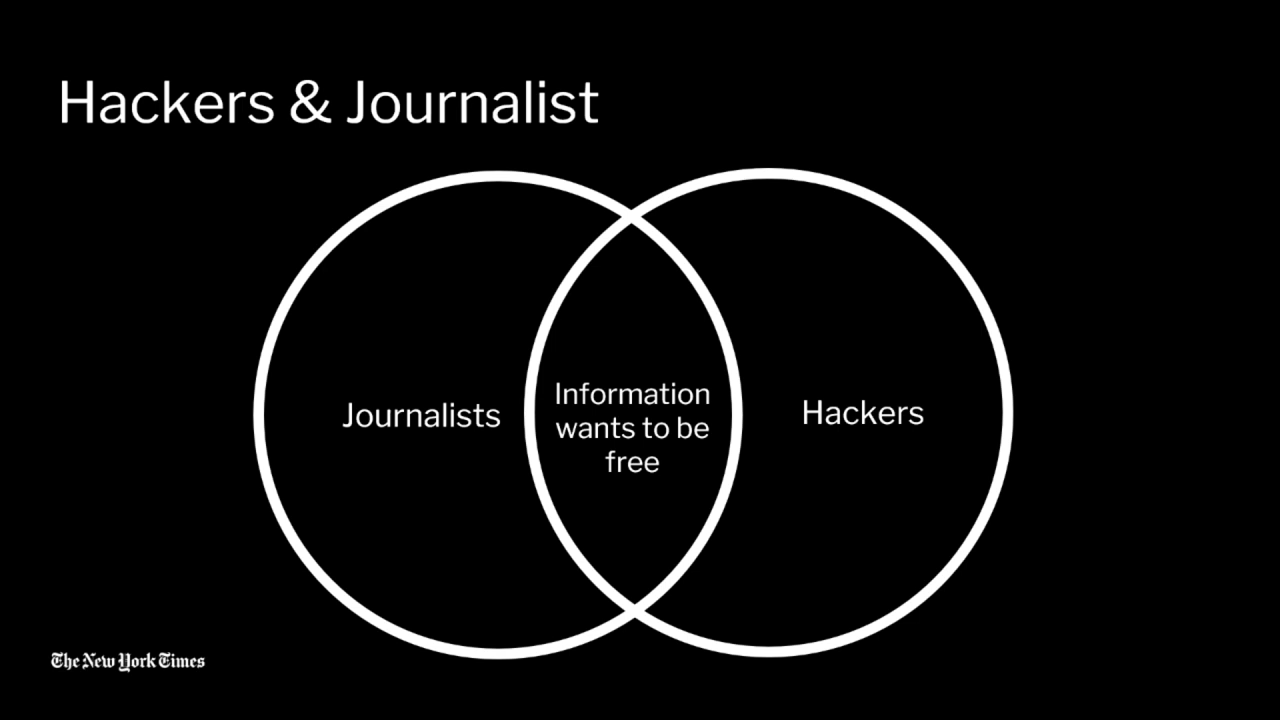 Hackers & Journalist
Journalists
Information
wants to be
free
Hackers
The New York Times